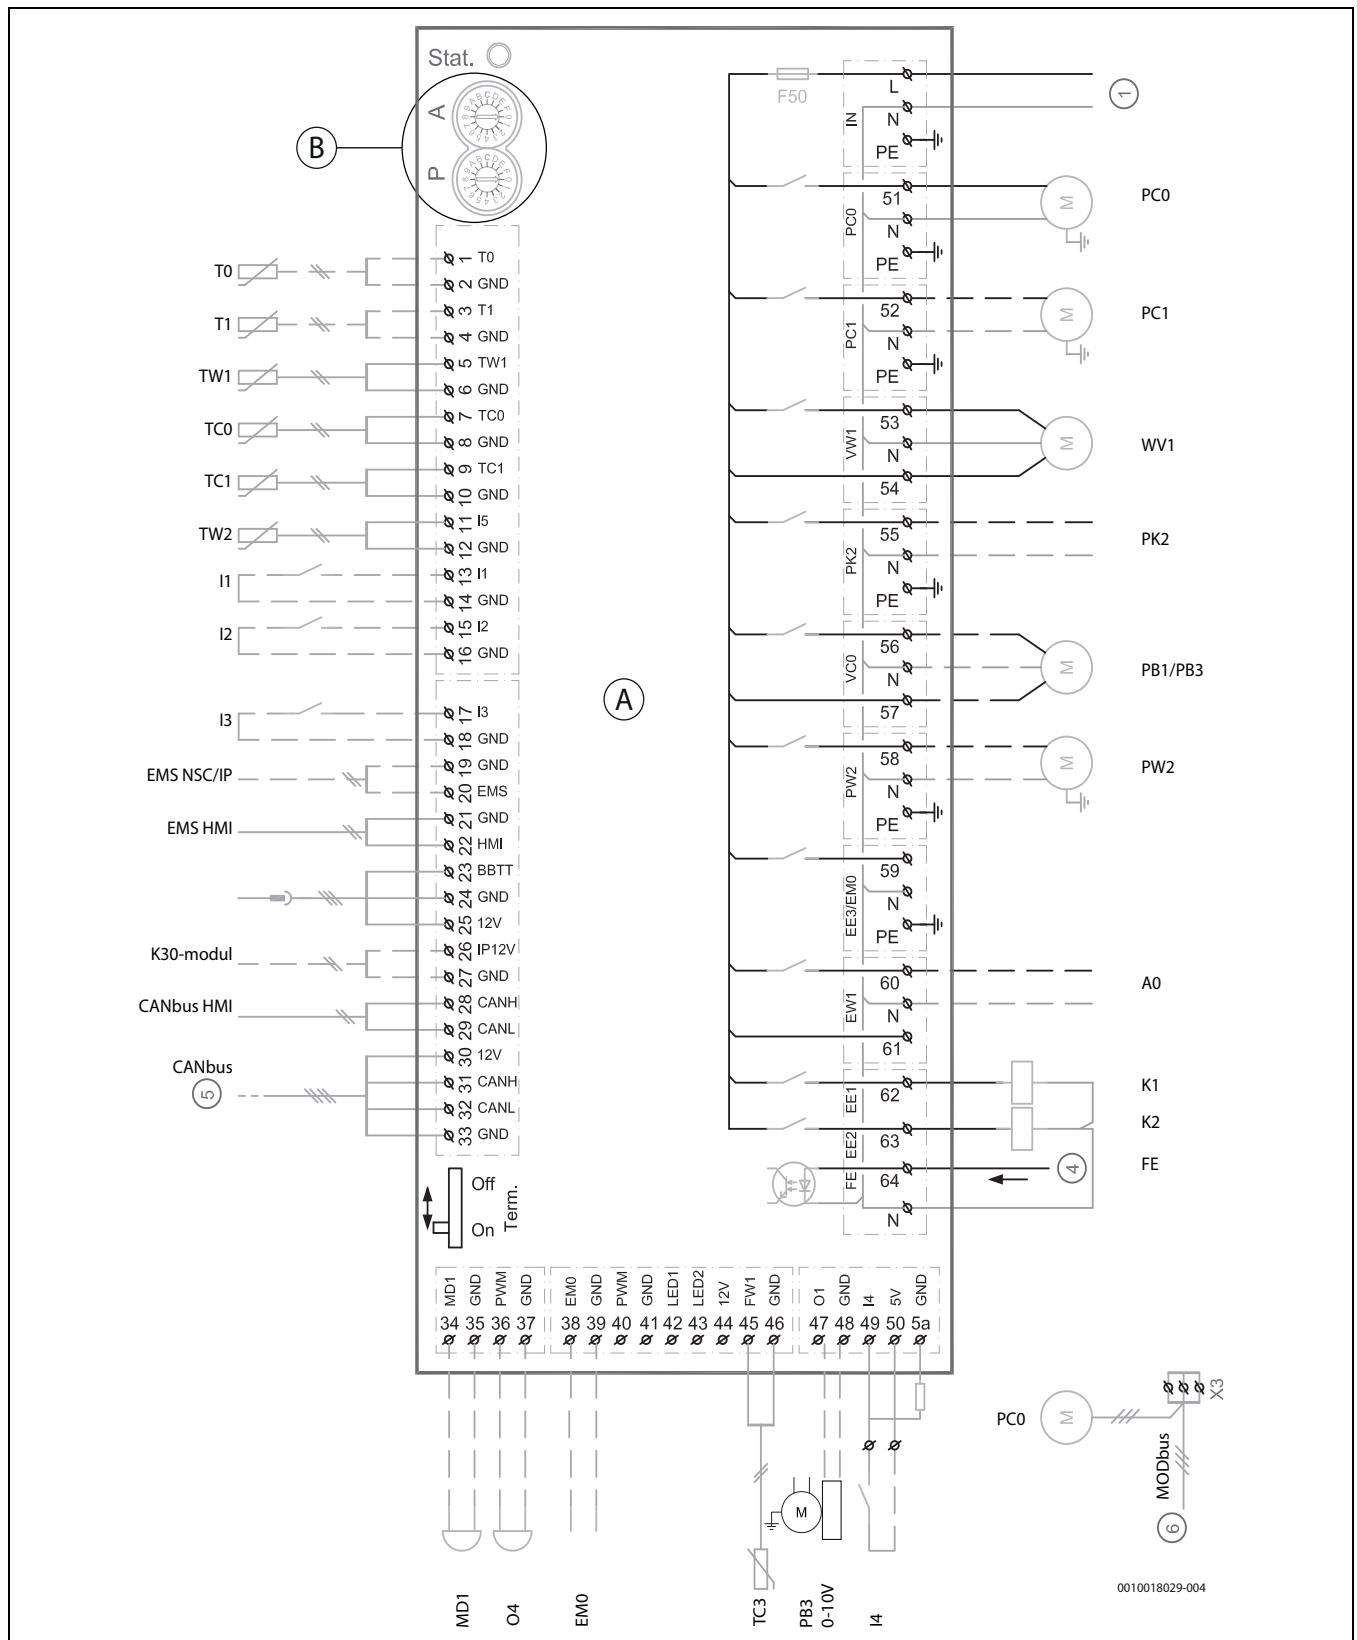 Stat.
A
P
B
A
T0
1 T0
2 GND
T1
3 T1
4 GND
TW1
5 TW1
6 GND
TC0
7 TC0
8 GND
TC1
9 TC1
10 GND
TW2
11 I5
12 GND
I1
13 I1
14 GND
I2
15 I2
16 GND
I3
17 I3
18 GND
EMS NSC/IP
19 GND
20 EMS
EMS HMI
21 GND
22 HMI
23 BBTT
24 GND
25 12V
K30-modul
26 IP12V
27 GND
CANbus HMI
28 CANH
29 CANL
CANbus
5
30 12V
31 CANH
32 CANL
33 GND
Off
On
Term.
F50
IN
L
N
PE
1
PC0
51
N
PE
M
PC0
PC1
52
N
PE
M
PC1
VW1
53
N
54
M
WV1
PK2
55
N
PE
PK2
VC0
56
N
57
M
PB1/PB3
PW2
58
N
PE
M
PW2
EE3/EM0
59
N
PE
EW1
60
N
61
A0
EE1
62
K1
EE2
63
K2
FE
64
N
4
FE
MD1 GND PWM GND
34 35 36 37
EM0 GND PWM GND LED1 LED2 12V FW1 GND
38 39 40 41 42 43 44 45 46
O1 GND I4 5V GND
47 48 49 50 5a
MD1
O4
EM0
TC3
M
PB3
0-10V
I4
PC0
M
X3
MODbus
6
0010018029-004